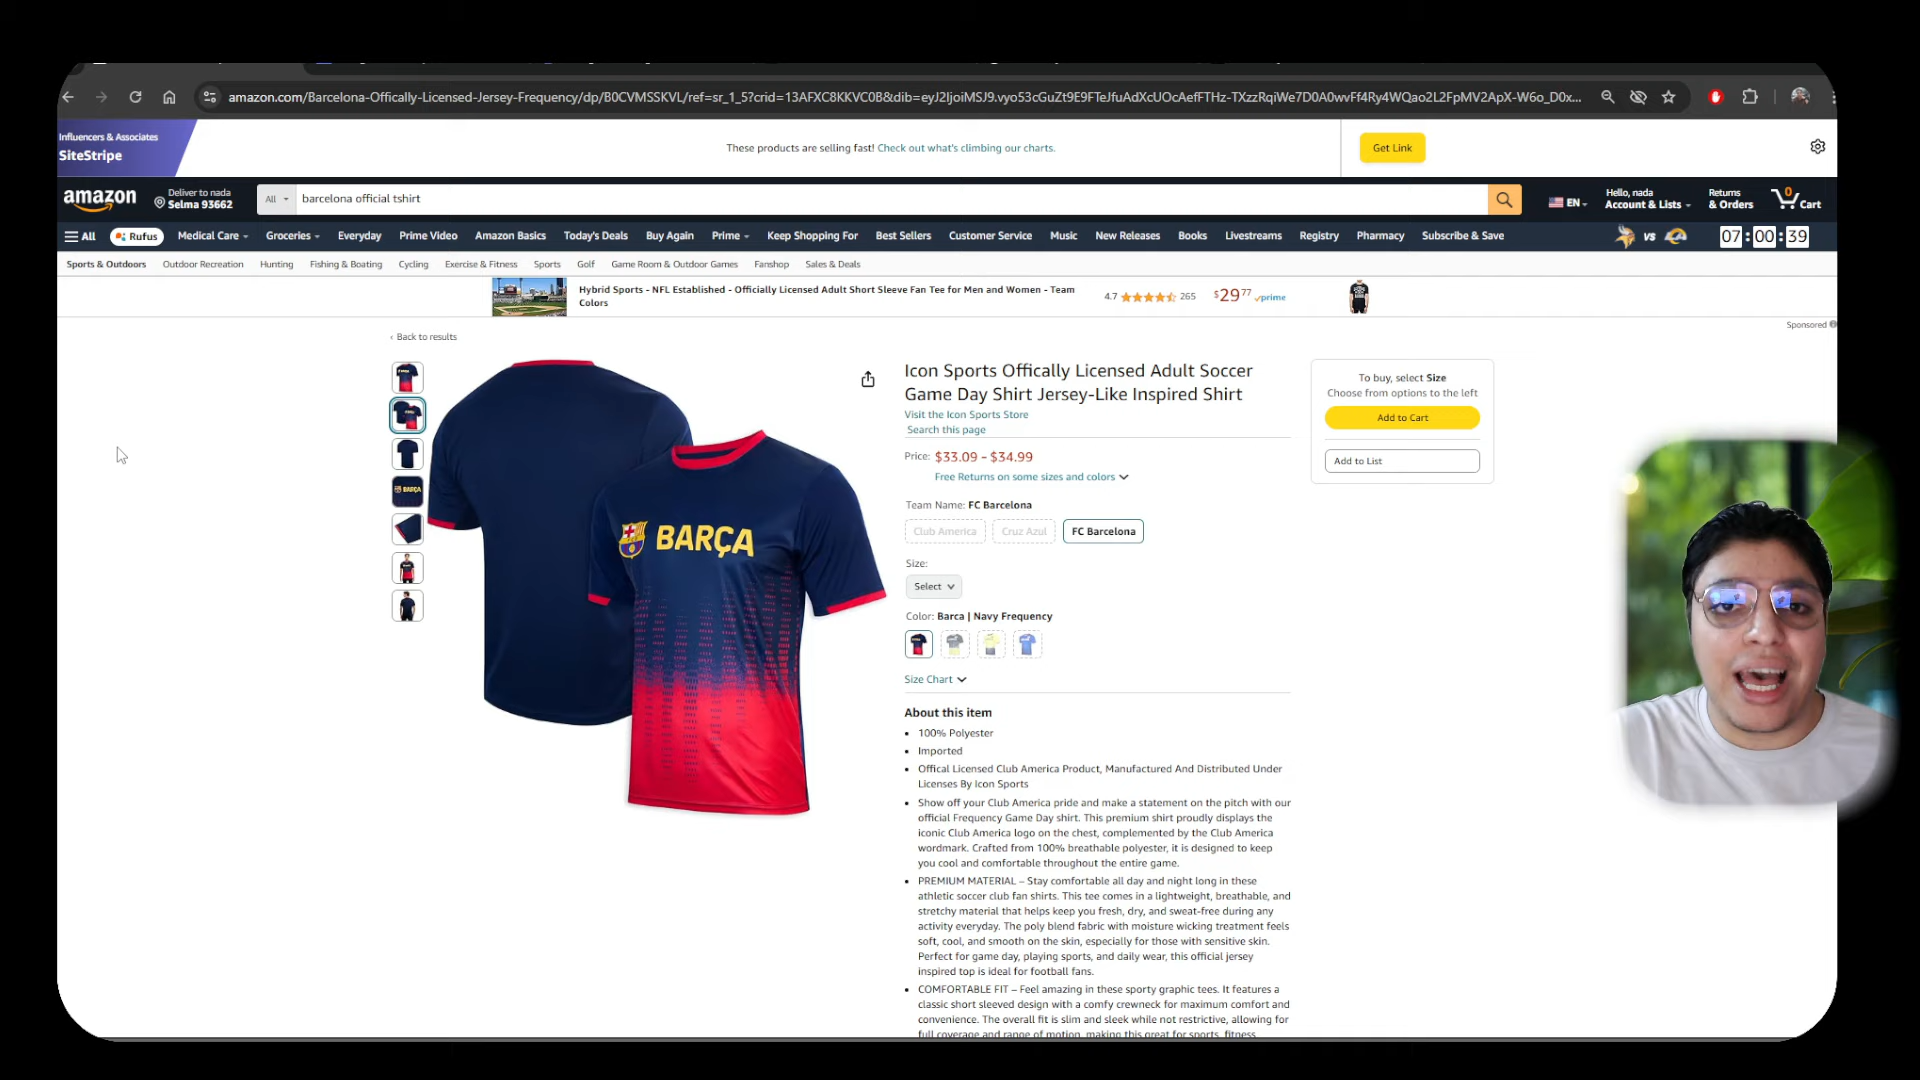 amazon.com/Barcelona-Offically-Licensed-Jersey-Frequency/dp/B0CVMSSKVL/ref=sr_1_5?crid=13AFXC8KKVC0B&dib=eyJ2IjoiMSJ9.vyo53cGuZt9E9FTeJfuAdXcUOcAefFTHz-TXzzRqiWe7D0A0wvFf4Ry4WQao2L2FpMV2ApX-W6o_D0x...
Influencers & Associates
SiteStripe
These products are selling fast! Check out what's climbing our charts.
Get Link
amazon
Deliver to nada
Selma 93662
All
barcelona official tshirt
EN
Hello, nada
Account & Lists
Returns
& Orders
0
Cart
All
Rufus
Medical Care
Groceries
Everyday
Prime Video
Amazon Basics
Today's Deals
Buy Again
Prime
Keep Shopping For
Best Sellers
Customer Service
Music
New Releases
Books
Livestreams
Registry
Pharmacy
Subscribe & Save
VS
07:00:39
Sports & Outdoors
Outdoor Recreation
Hunting
Fishing & Boating
Cycling
Exercise & Fitness
Sports
Golf
Game Room & Outdoor Games
Fanshop
Sales & Deals
Hybrid Sports - NFL Established - Officially Licensed Adult Short Sleeve Fan Tee for Men and Women - Team
Colors
4.7
265
$29.77
prime
Sponsored
‹ Back to results
BARÇA
BARÇA
Icon Sports Offically Licensed Adult Soccer
Game Day Shirt Jersey-Like Inspired Shirt
Visit the Icon Sports Store
Search this page
Price: $33.09 - $34.99
Free Returns on some sizes and colors
Team Name: FC Barcelona
Club America
Cruz Azul
FC Barcelona
Size:
Select
Color: Barca | Navy Frequency
Size Chart
About this item
• 100% Polyester
• Imported
• Offical Licensed Club America Product, Manufactured And Distributed Under
Licenses By Icon Sports
• Show off your Club America pride and make a statement on the pitch with our
official Frequency Game Day shirt. This premium shirt proudly displays the
iconic Club America logo on the chest, complemented by the Club America
wordmark. Crafted from 100% breathable polyester, it is designed to keep
you cool and comfortable throughout the entire game.
• PREMIUM MATERIAL – Stay comfortable all day and night long in these
athletic soccer club fan shirts. This tee comes in a lightweight, breathable, and
stretchy material that helps keep you fresh, dry, and sweat-free during any
activity everyday. The poly blend fabric with moisture wicking treatment feels
soft, cool, and smooth on the skin, especially for those with sensitive skin.
Perfect for game day, playing sports, and daily wear, this official jersey
inspired top is ideal for football fans.
• COMFORTABLE FIT – Feel amazing in these sporty graphic tees. It features a
classic short sleeved design with a comfy crewneck for maximum comfort and
convenience. The overall fit is slim and sleek while not restrictive, allowing for
full coverage and range of motion, making this great for sports, fitness,
To buy, select Size
Choose from options to the left
Add to Cart
Add to List